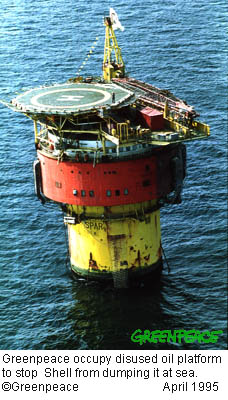 SPAR
GREENPEACE
Greenpeace occupy disused oil platform
to stop Shell from dumping it at sea.
©Greenpeace April 1995